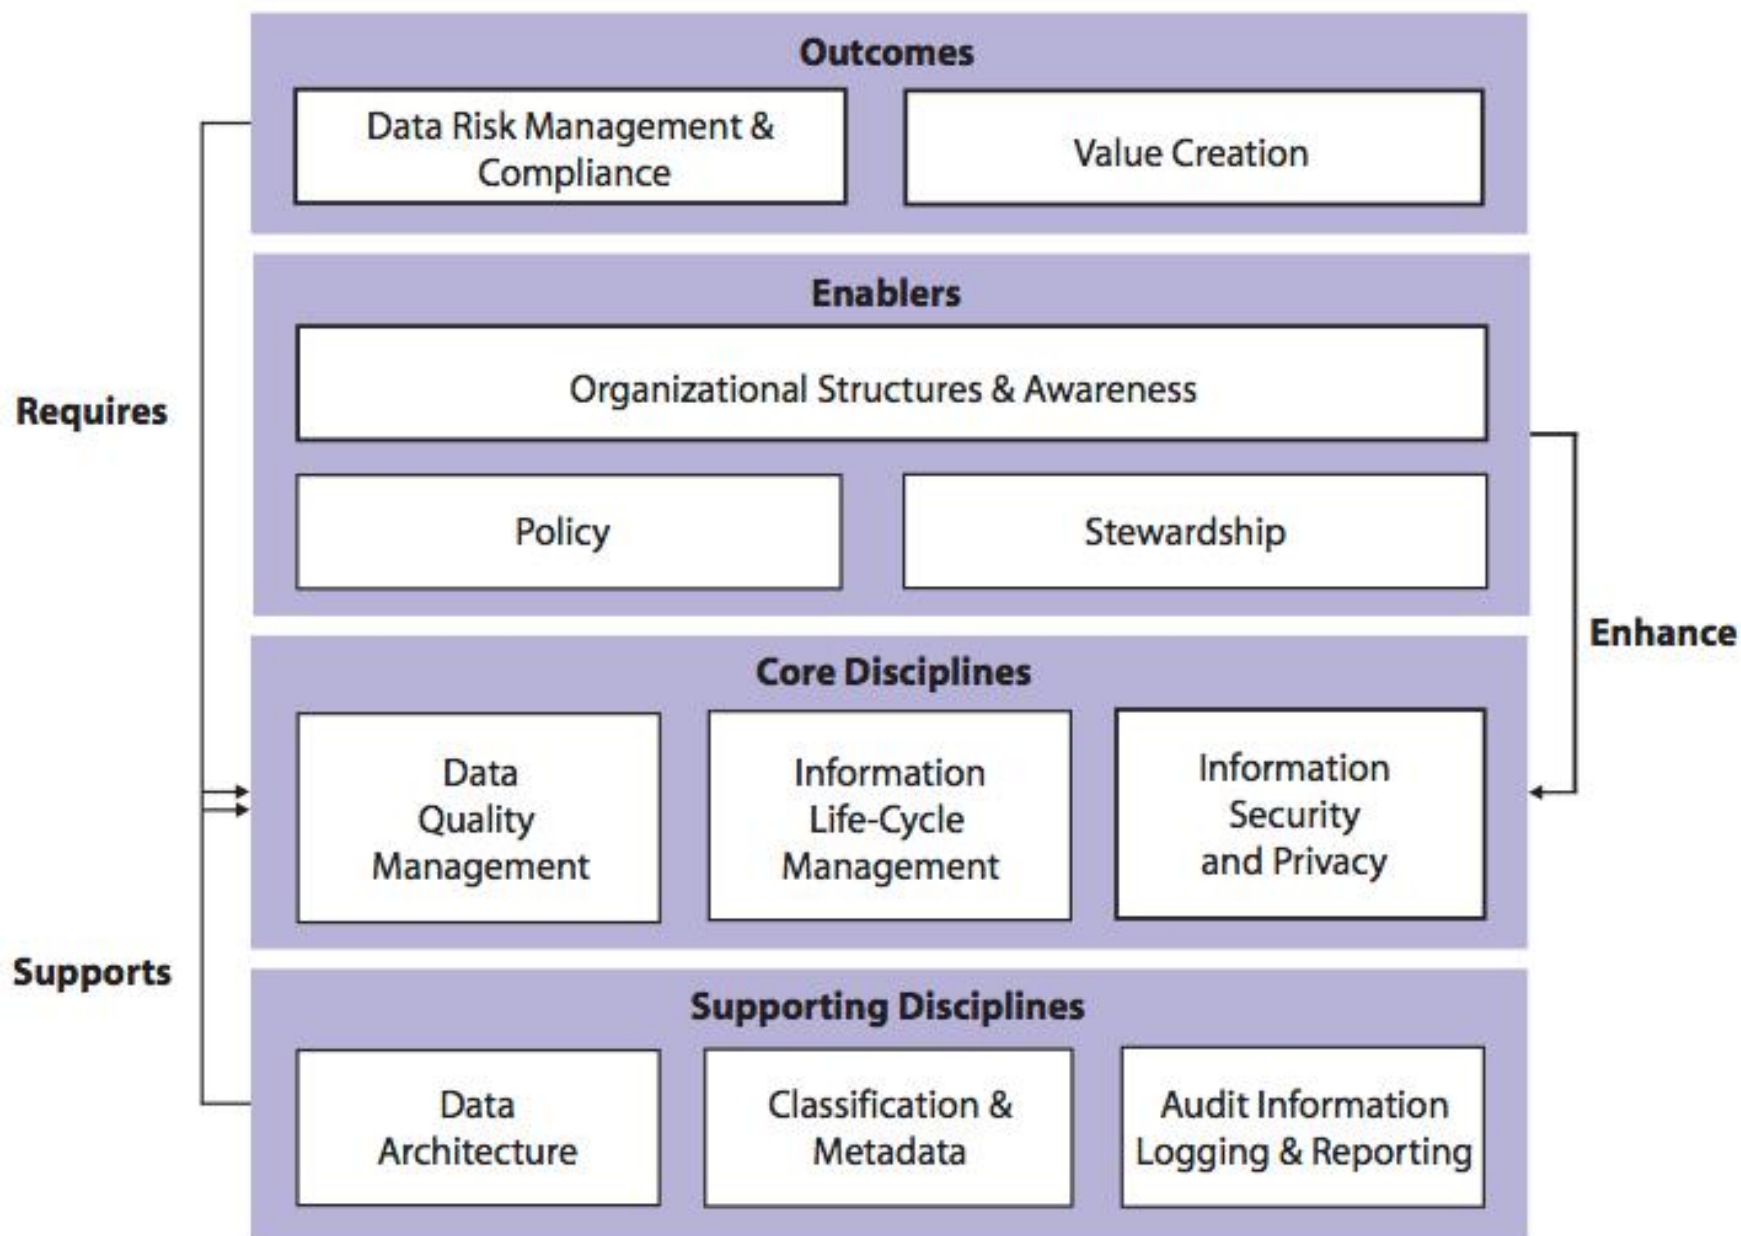 Outcomes
Data Risk Management &
Compliance
Value Creation
Enablers
Organizational Structures & Awareness
Requires
Policy
Stewardship
Enhance
Core Disciplines
Data
Quality
Management
Information
Life-Cycle
Management
Information
Security
and Privacy
Supports
Supporting Disciplines
Data
Architecture
Classification &
Metadata
Audit Information
Logging & Reporting